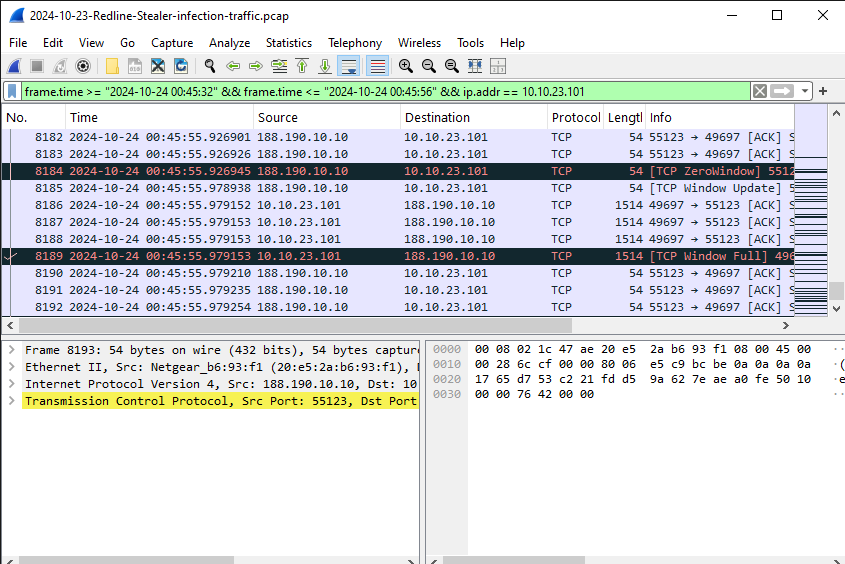 2024-10-23-Redline-Stealer-infection-traffic.pcap
File Edit View Go Capture Analyze Statistics Telephony Wireless Tools Help
frame.time >= "2024-10-24 00:45:32" && frame.time <= "2024-10-24 00:45:56" && ip.addr == 10.10.23.101
No. Time Source Destination Protocol Lengtl Info
8182 2024-10-24 00:45:55.926901 188.190.10.10 10.10.23.101 TCP 54 55123 → 49697 [ACK] S
8183 2024-10-24 00:45:55.926926 188.190.10.10 10.10.23.101 TCP 54 55123 → 49697 [ACK] S
8184 2024-10-24 00:45:55.926945 188.190.10.10 10.10.23.101 TCP 54 [TCP ZeroWindow] 5512
8185 2024-10-24 00:45:55.978938 188.190.10.10 10.10.23.101 TCP 54 [TCP Window Update] 5
8186 2024-10-24 00:45:55.979152 10.10.23.101 188.190.10.10 TCP 1514 49697 → 55123 [ACK] S
8187 2024-10-24 00:45:55.979153 10.10.23.101 188.190.10.10 TCP 1514 49697 → 55123 [ACK] S
8188 2024-10-24 00:45:55.979153 10.10.23.101 188.190.10.10 TCP 1514 49697 → 55123 [ACK] S
8189 2024-10-24 00:45:55.979153 10.10.23.101 188.190.10.10 TCP 1514 [TCP Window Full] 496
8190 2024-10-24 00:45:55.979210 188.190.10.10 10.10.23.101 TCP 54 55123 → 49697 [ACK] S
8191 2024-10-24 00:45:55.979235 188.190.10.10 10.10.23.101 TCP 54 55123 → 49697 [ACK] S
8192 2024-10-24 00:45:55.979254 188.190.10.10 10.10.23.101 TCP 54 55123 → 49697 [ACK] S
Frame 8193: 54 bytes on wire (432 bits), 54 bytes capture
Ethernet II, Src: Netgear_b6:93:f1 (20:e5:2a:b6:93:f1), D
Internet Protocol Version 4, Src: 188.190.10.10, Dst: 10
Transmission Control Protocol, Src Port: 55123, Dst Port
0000 00 08 02 1c 47 ae 20 e5 2a b6 93 f1 08 00 45 00 ··
0010 00 28 6c cf 00 00 80 06 e5 c9 bc be 0a 0a 0a 0a (
0020 17 65 d7 53 c2 21 fd d5 9a 62 7e ae a0 fe 50 10 e
0030 00 00 76 42 00 00 ··